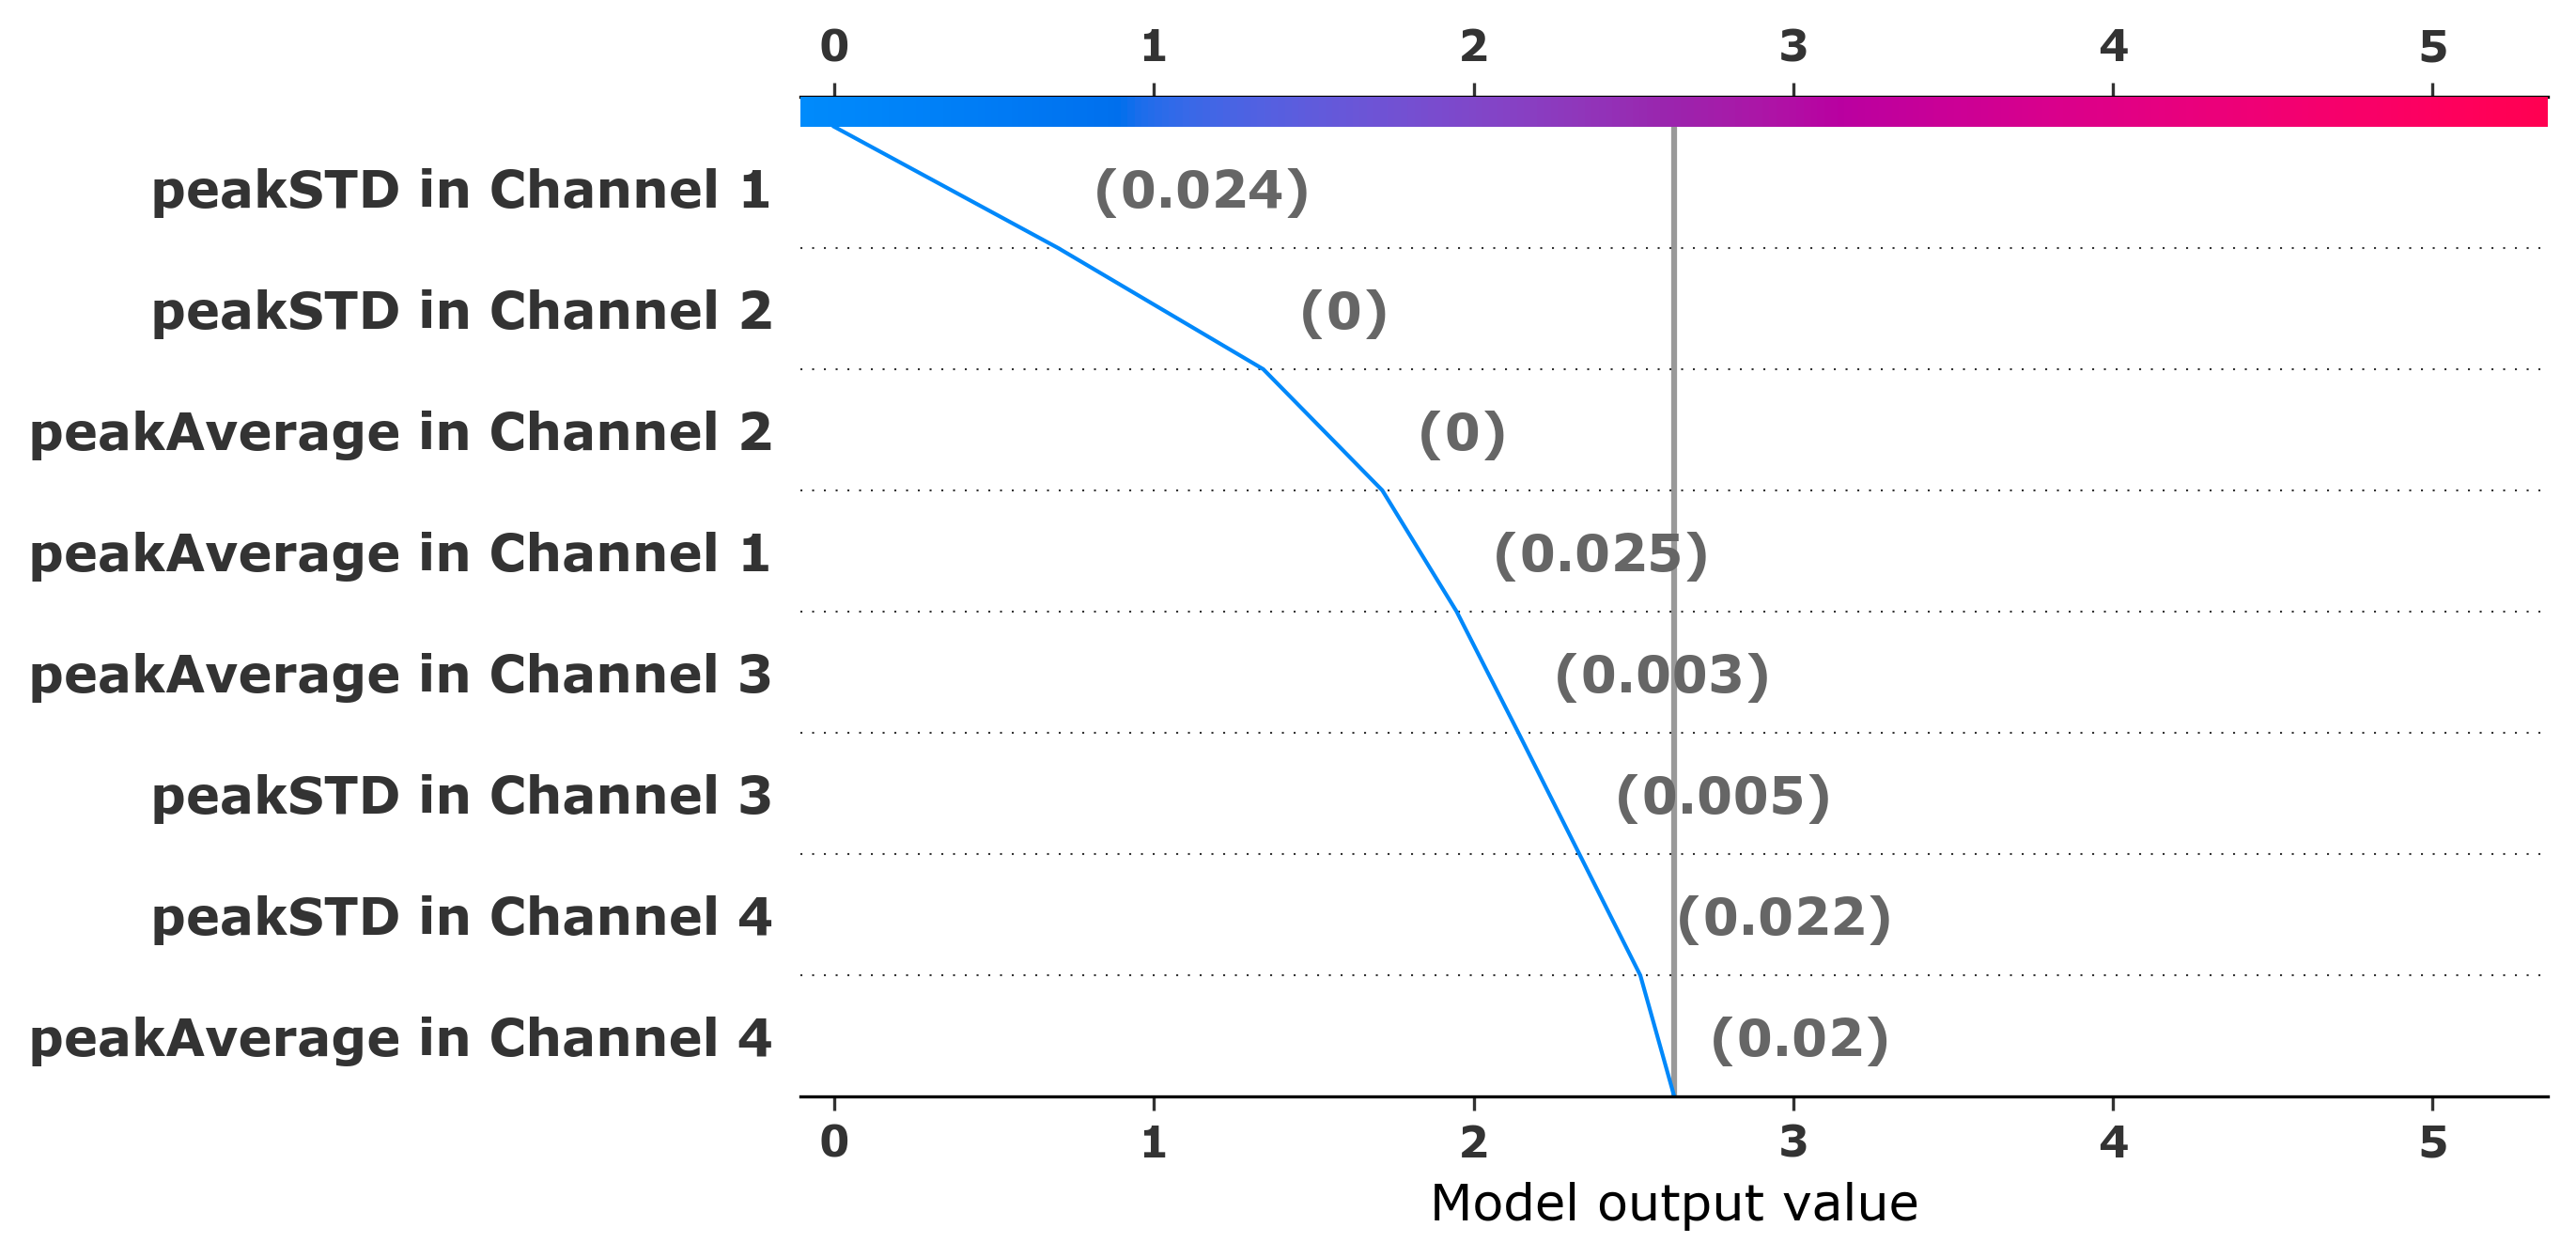 0 1 2 3 4 5
peakSTD in Channel 1 (0.024)
peakSTD in Channel 2 (0)
peakAverage in Channel 2 (0)
peakAverage in Channel 1 (0.025)
peakAverage in Channel 3 (0.003)
peakSTD in Channel 3 (0.005)
peakSTD in Channel 4 (0.022)
peakAverage in Channel 4 (0.02)
0 1 2 3 4 5
Model output value